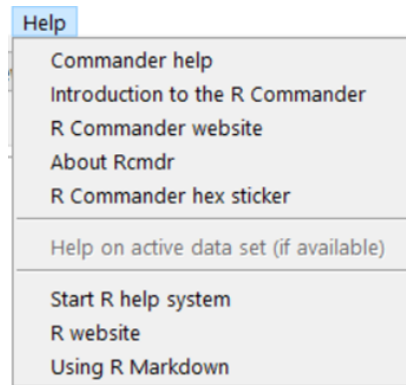 Help
Commander help
Introduction to the R Commander
R Commander website
About Rcmdr
R Commander hex sticker
Help on active data set (if available)
Start R help system
R website
Using R Markdown